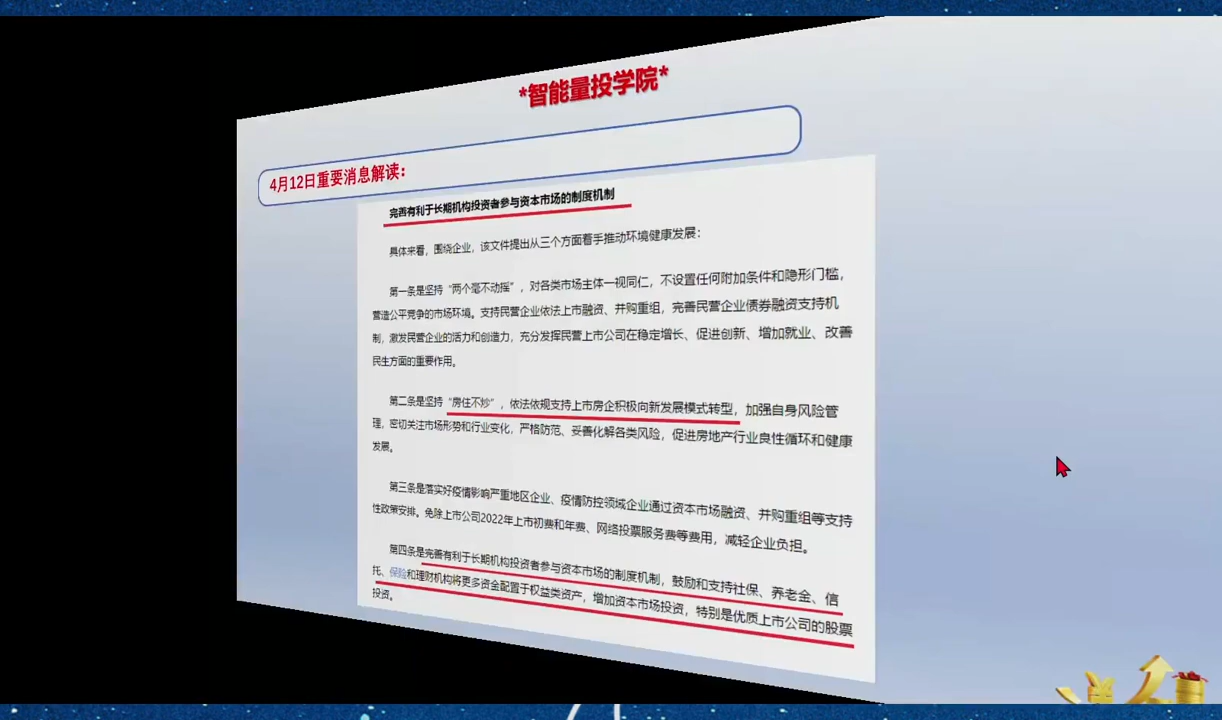 *智能量投学院*
4月12日重要消息解读：
完善有利于长期机构投资者参与资本市场的制度机制
具体来看，围绕企业，该文件提出从三个方面着手推动环境健康发展：
第一条是坚持“两个毫不动摇”，对各类市场主体一视同仁，不设置任何附加条件和隐形门槛，
营造公平竞争的市场环境。支持民营企业依法上市融资、并购重组，完善民营企业债券融资支持机
制，激发民营企业的活力和创造力，充分发挥民营上市公司在稳定增长、促进创新、增加就业、改善
民生方面的重要作用。
第二条是坚持“房住不炒”，依法依规支持上市房企积极向新发展模式转型，加强自身风险管
理，密切关注市场形势和行业变化，严格防范、妥善化解各类风险，促进房地产行业良性循环和健康
发展。
第三条是落实好疫情影响严重地区企业、疫情防控领域企业通过资本市场融资、并购重组等支持
性政策安排。免除上市公司2022年上市初费和年费、网络投票服务费等费用，减轻企业负担。
第四条是完善有利于长期机构投资者参与资本市场的制度机制，鼓励和支持社保、养老金、信
托、保险和理财机构将更多资金配置于权益类资产，增加资本市场投资，特别是优质上市公司的股票
投资。